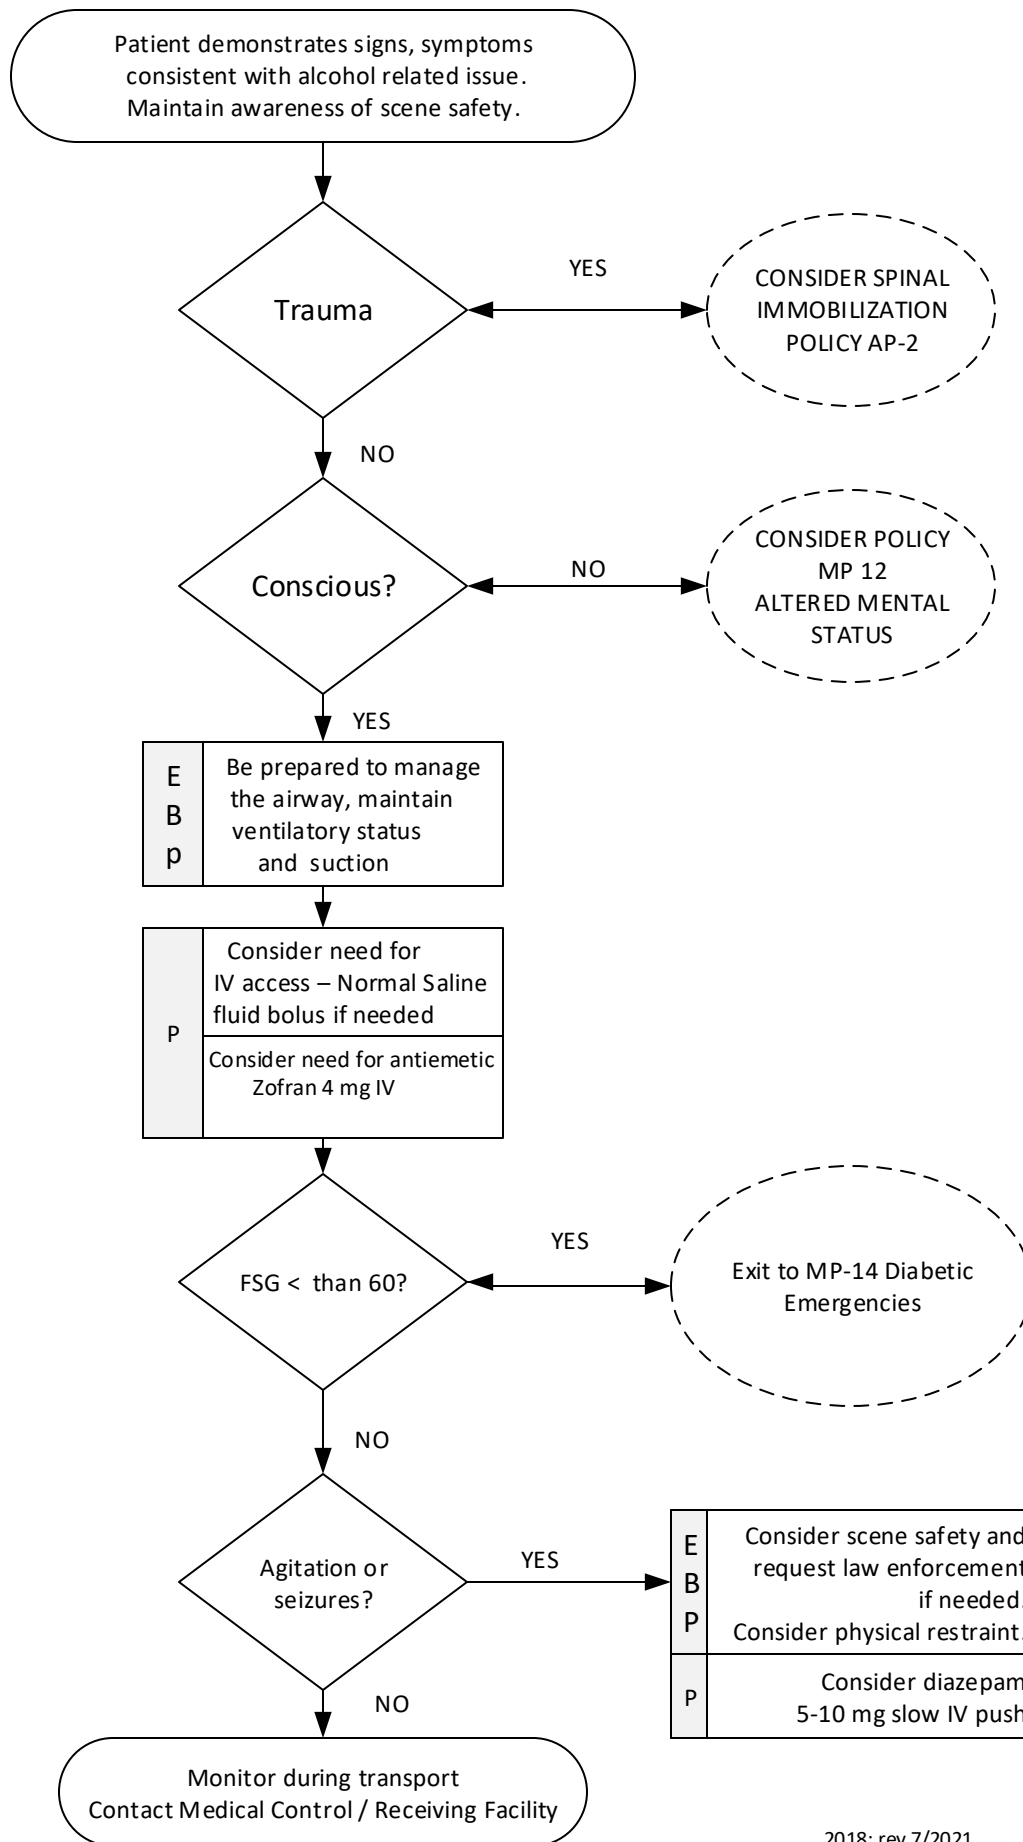 Patient demonstrates signs, symptoms
consistent with alcohol related issue.
Maintain awareness of scene safety.
Trauma
YES
CONSIDER SPINAL
IMMOBILIZATION
POLICY AP-2
NO
Conscious?
NO
CONSIDER POLICY
MP 12
ALTERED MENTAL
STATUS
YES
E
B
p
Be prepared to manage
the airway, maintain
ventilatory status
and suction
P
Consider need for
IV access – Normal Saline
fluid bolus if needed
Consider need for antiemetic
Zofran 4 mg IV
FSG < than 60?
YES
Exit to MP-14 Diabetic
Emergencies
NO
Agitation or
seizures?
YES
E
B
P
Consider scene safety and
request law enforcement
if needed.
Consider physical restraint.
P
Consider diazepam
5-10 mg slow IV push
NO
Monitor during transport
Contact Medical Control / Receiving Facility
2018; rev 7/2021